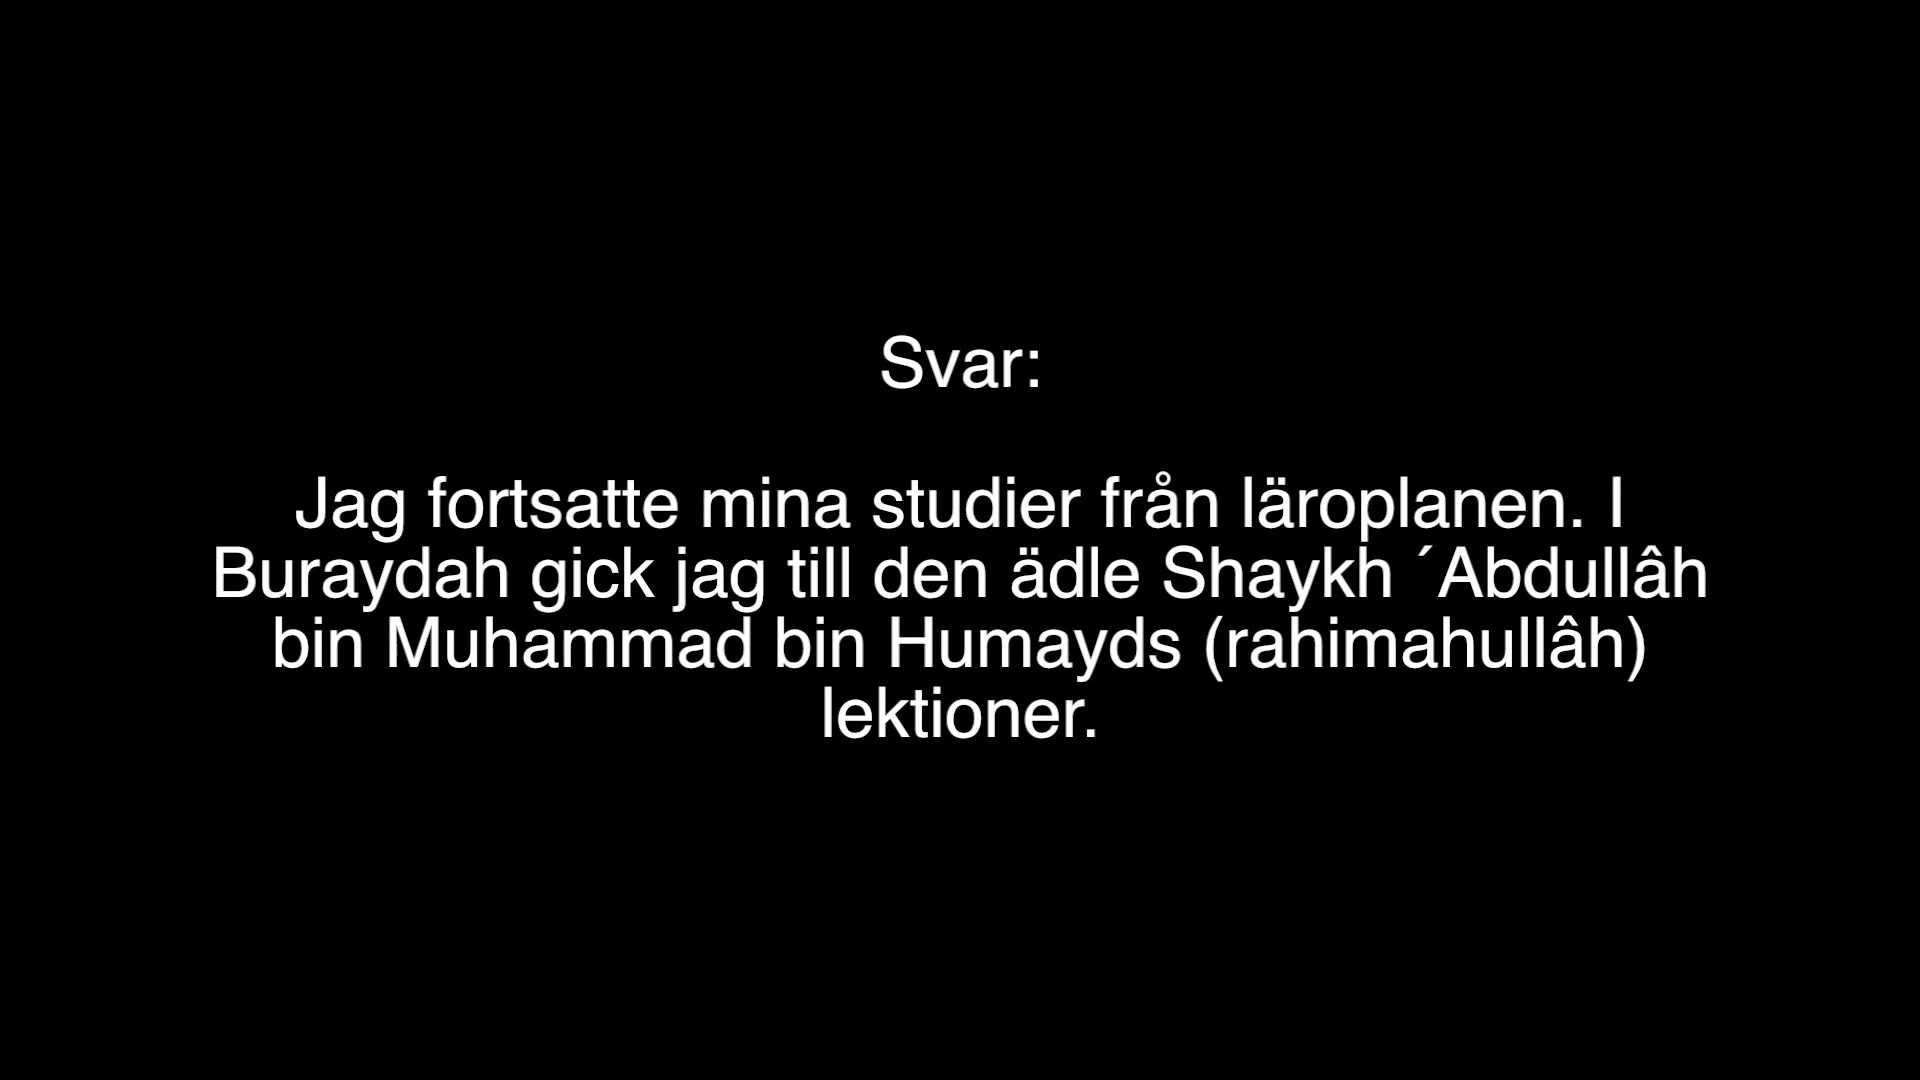 Svar:
Jag fortsatte mina studier från läroplanen. I
Buraydah gick jag till den ädle Shaykh ´Abdullâh
bin Muhammad bin Humayds (rahimahullâh)
lektioner.